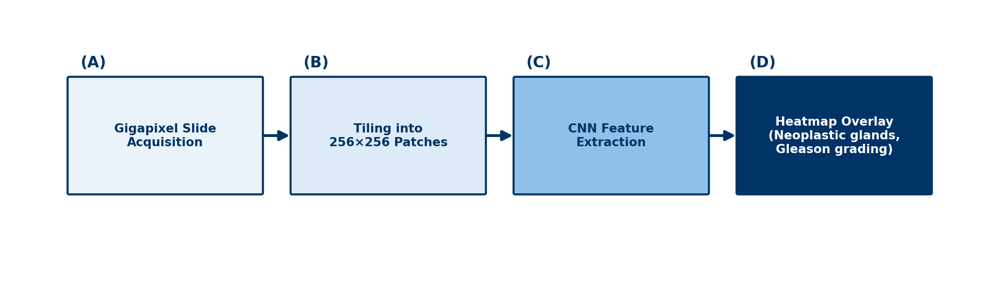 (A)
Gigapixel Slide
Acquisition
(B)
Tiling into
256×256 Patches
(C)
CNN Feature
Extraction
(D)
Heatmap Overlay
(Neoplastic glands,
Gleason grading)